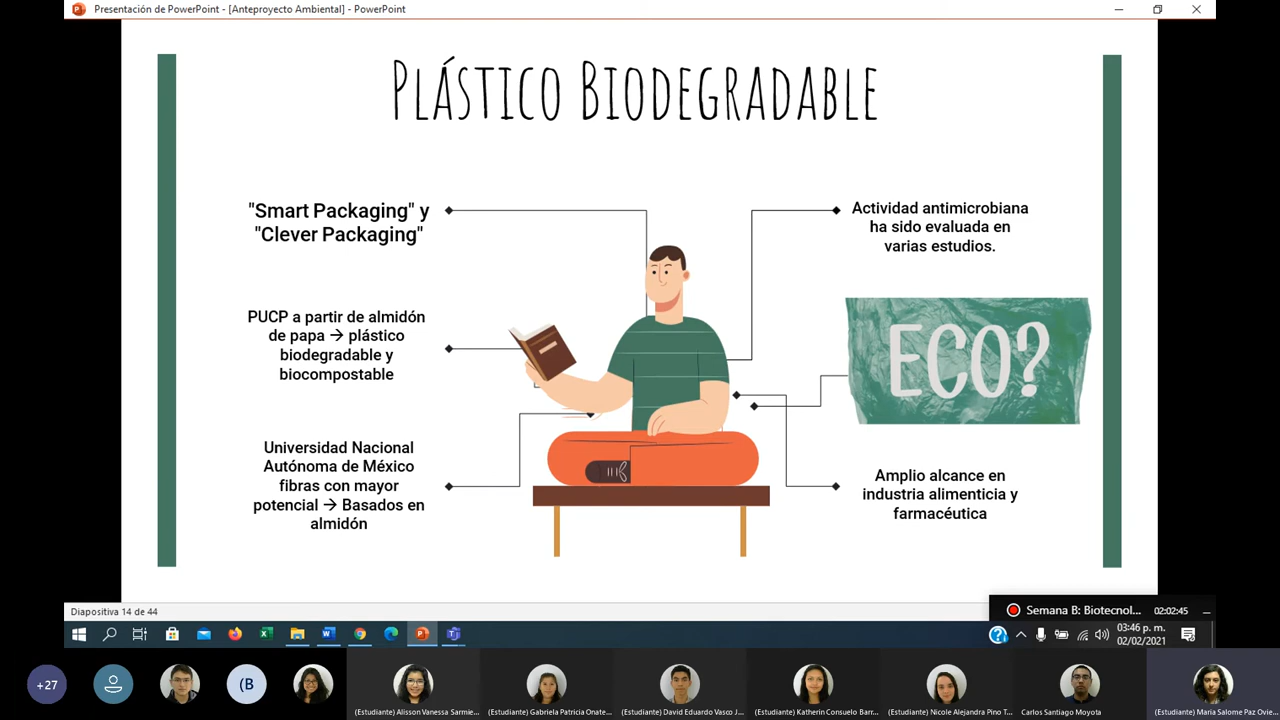 Presentación de PowerPoint - [Anteproyecto Ambiental] - PowerPoint
PLÁSTICO BIODEGRADABLE
"Smart Packaging" y
"Clever Packaging"
PUCP a partir de almidón
de papa → plástico
biodegradable y
biocompostable
Universidad Nacional
Autónoma de México
fibras con mayor
potencial → Basados en
almidón
Actividad antimicrobiana
ha sido evaluada en
varias estudios.
ECO?
Amplio alcance en
industria alimenticia y
farmacéutica
Diapositiva 14 de 44
Semana B: Biotecnol... 02:02:45
03:46 p. m.
02/02/2021
+27
(B
(Estudiante) Alisson Vanessa Sarmie...
(Estudiante) Gabriela Patricia Onate...
(Estudiante) David Eduardo Vasco J...
(Estudiante) Katherin Consuelo Barr...
(Estudiante) Nicole Alejandra Pino T...
Carlos Santiago Moyota
(Estudiante) Maria Salome Paz Ovie...